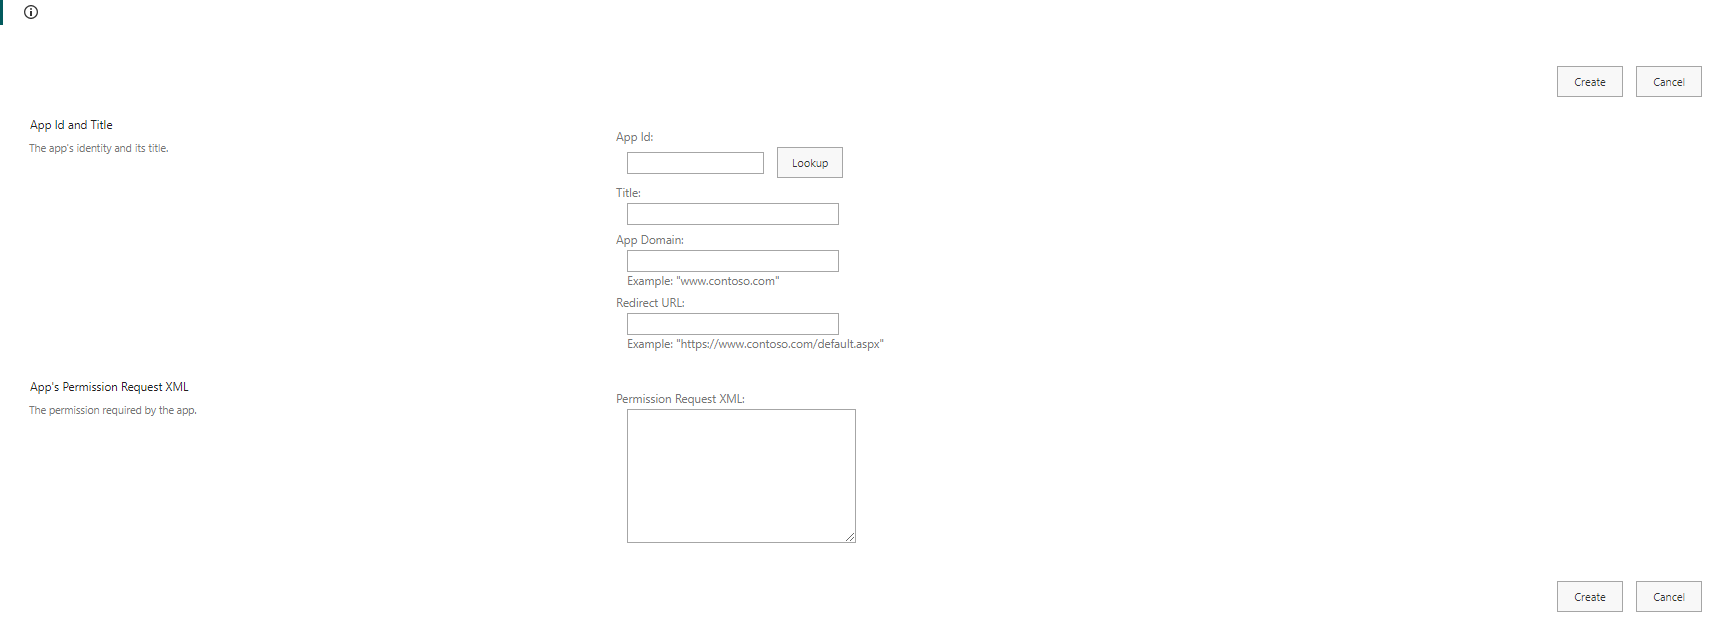 Create Cancel
App Id and Title
The app's identity and its title.
App Id:
Lookup
Title:
App Domain:
Example: "www.contoso.com"
Redirect URL:
Example: "https://www.contoso.com/default.aspx"
App's Permission Request XML
The permission required by the app.
Permission Request XML:
Create Cancel